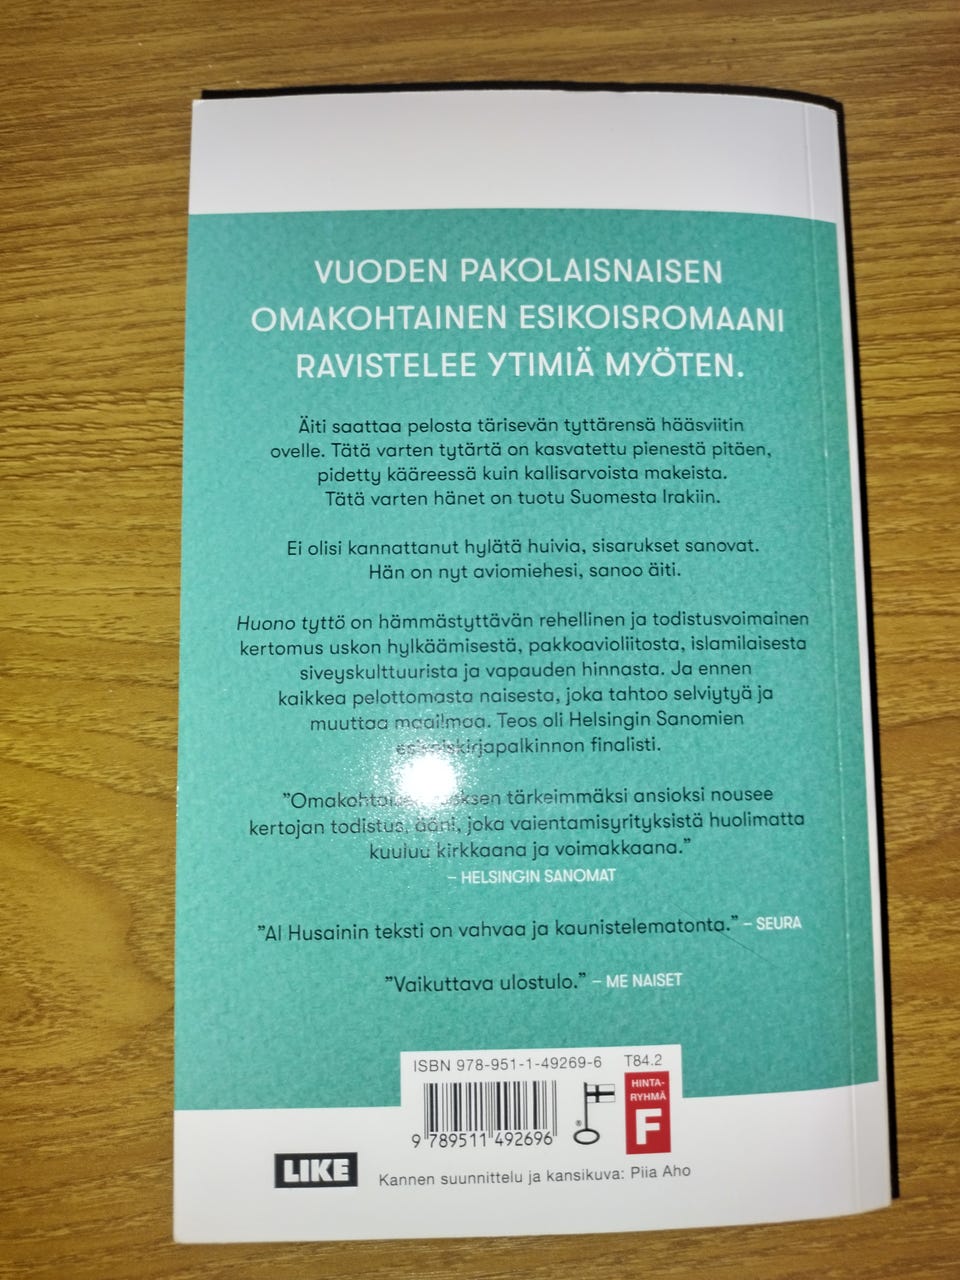 VUODEN PAKOLAISNAISEN
OMAKOHTAINEN ESIKOISROMAANI
RAVISTELEE YTIMIÄ MYÖTEN.
Äiti saattaa pelosta tärisevän tyttärensä hääsviitin
ovelle. Tätä varten tytärtä on kasvatettu pienestä pitäen,
pidetty kääreessä kuin kallisarvoista makeista.
Tätä varten hänet on tuotu Suomesta Irakiin.
Ei olisi kannattanut hylätä huivia, sisarukset sanovat.
Hän on nyt aviomiehesi, sanoo äiti.
Huono tyttö on hämmästyttävän rehellinen ja todistusvoimainen
kertomus uskon hylkäämisestä, pakkoavioliitosta, islamilaisesta
siveyskulttuurista ja vapauden hinnasta. Ja ennen
kaikkea pelottomasta naisesta, joka tahtoo selviytyä ja
muuttaa maailmaa. Teos oli Helsingin Sanomien
esikoiskirjapalkinnon finalisti.
"Omakohtaisen teoksen tärkeimmäksi ansioksi nousee
kertojan todistus, ääni, joka vaientamisyrityksistä huolimatta
kuuluu kirkkaana ja voimakkaana."
– HELSINGIN SANOMAT
"Al Husainin teksti on vahvaa ja kaunistelematonta." – SEURA
"Vaikuttava ulostulo." – ME NAISET
ISBN 978-951-1-49269-6 T84.2
HINTA-
RYHMÄ
F
9 789511 492696
LIKE
Kannen suunnittelu ja kansikuva: Piia Aho